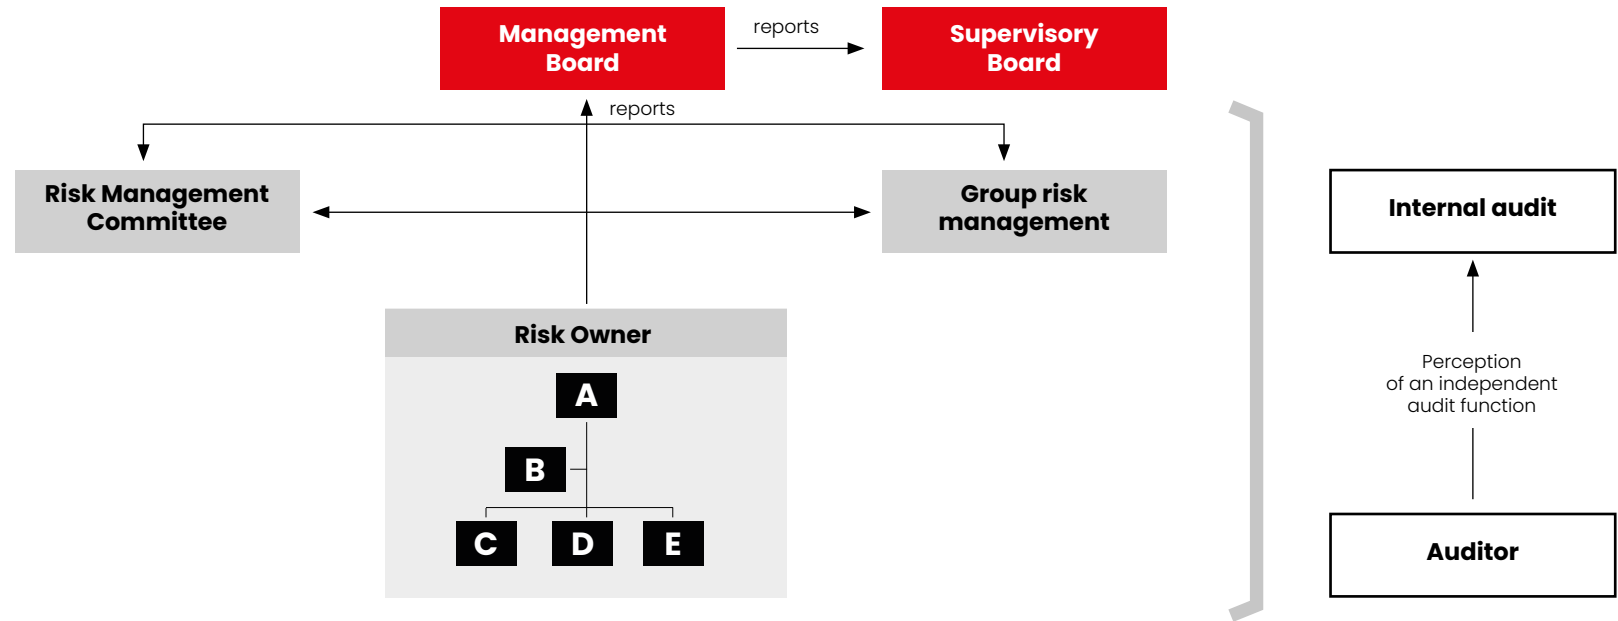 Management
Board
reports
Supervisory
Board
reports
Risk Management
Committee
Group risk
management
Internal audit
Risk Owner
A
B
C
D
E
Perception
of an independent
audit function
Auditor